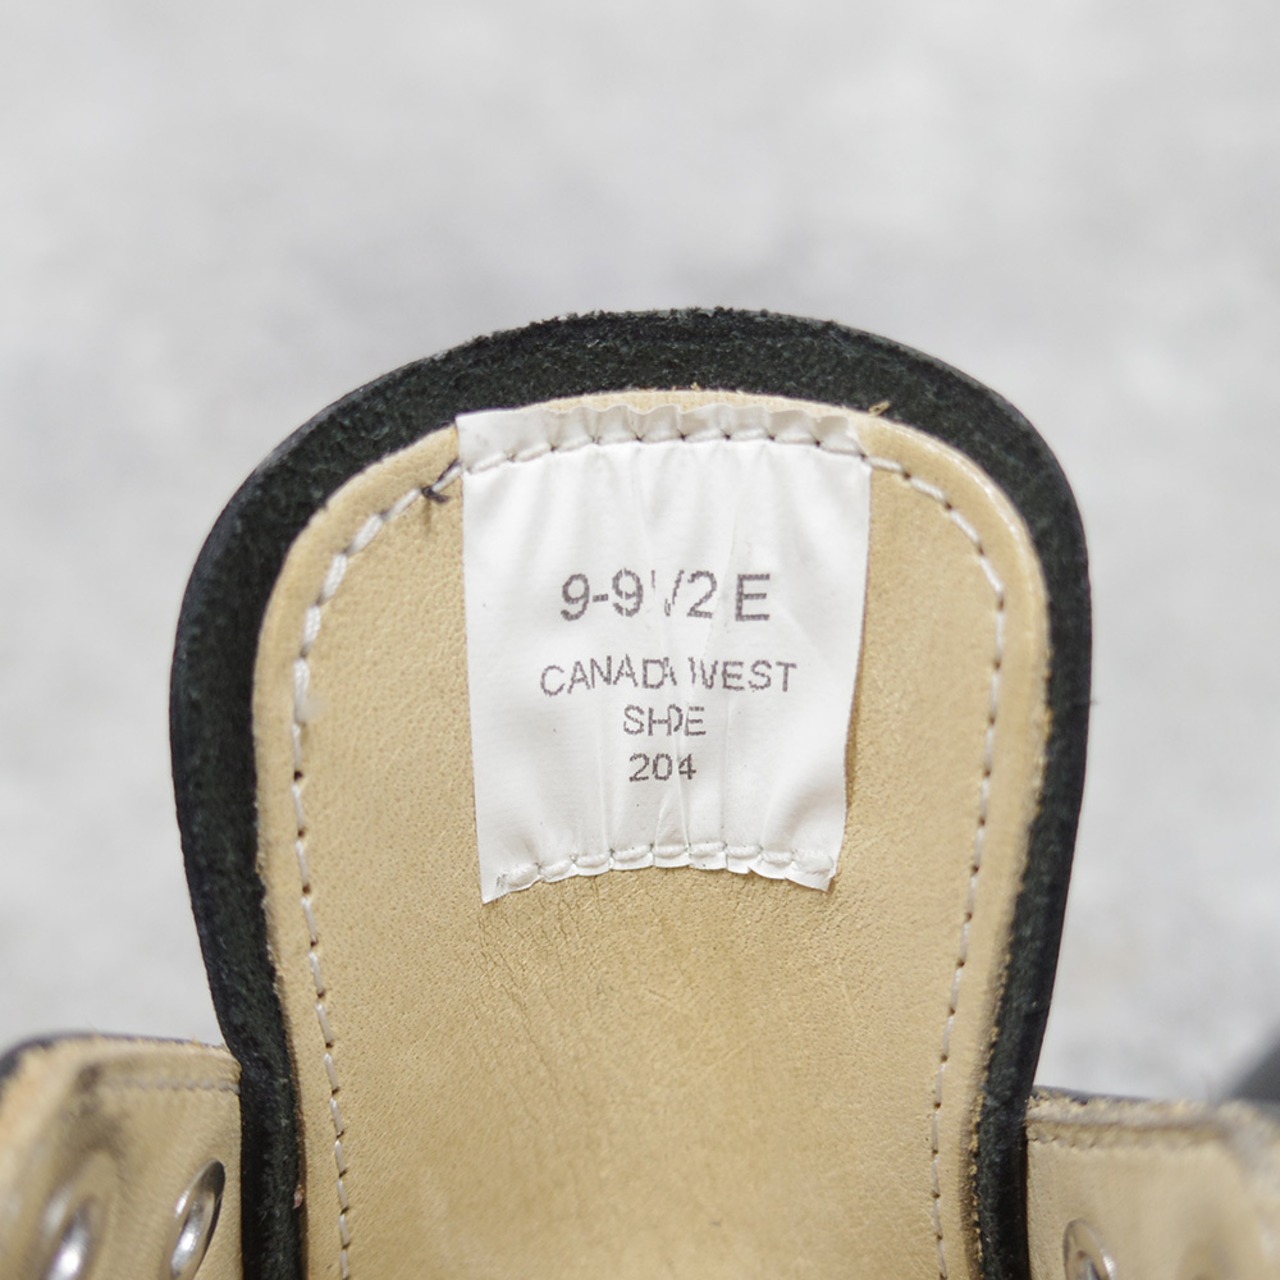 9-9 1/2 E
CANADA WEST
SHOE
204